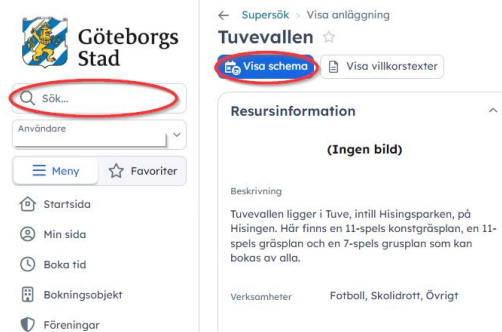 Göteborgs
Stad
Sök...
Användare
Meny
Favoriter
Startsida
Min sida
Boka tid
Bokningsobjekt
Föreningar
← Supersök > Visa anläggning
Tuvevallen
Visa schema
Visa villkorstexter
Resursinformation
(Ingen bild)
Beskrivning
Tuvevallen ligger i Tuve, intill Hisingsparken, på
Hisingen. Här finns en 11-spels konstgräsplan, en 11-
spels gräsplan och en 7-spels grusplan som kan
bokas av alla.
Verksamheter Fotboll, Skolidrott, Övrigt